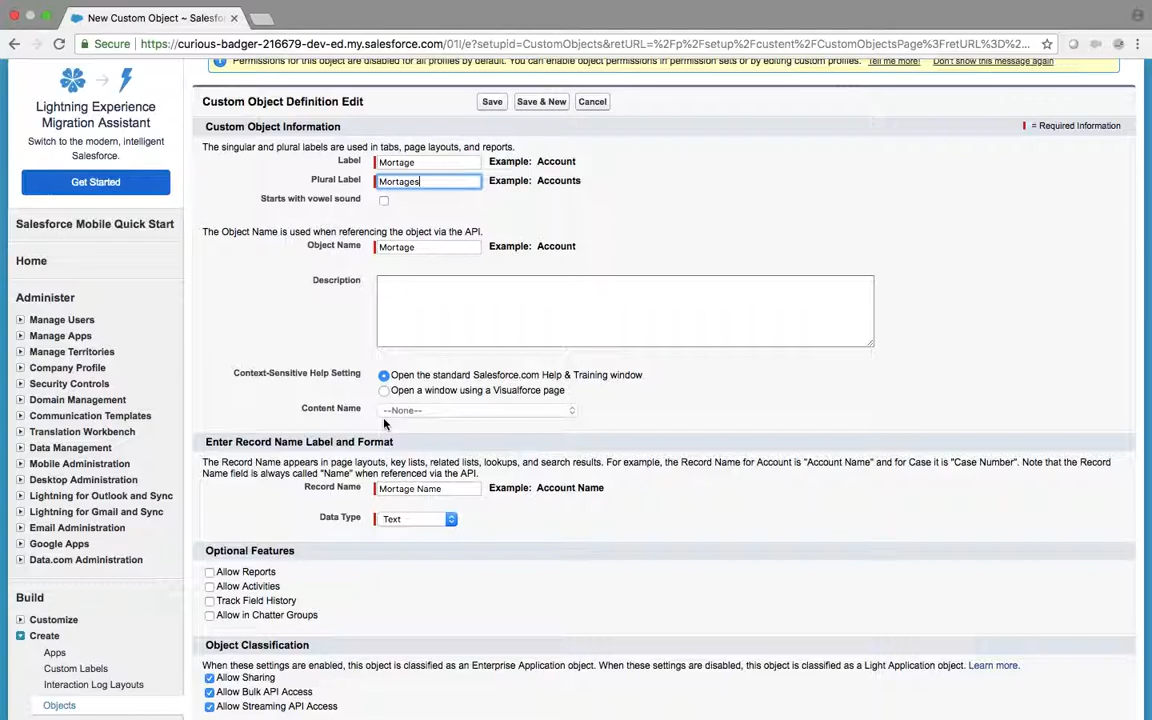 New Custom Object ~ Salesfo
Secure https://curious-badger-216679-dev-ed.my.salesforce.com/01I/e?setupid=CustomObjects&retURL=%2Fp%2Fsetup%2Fcustent%2FCustomObjectsPage%3FretURL%3D%2...
Permissions for this object are disabled for all profiles by default. You can enable object permissions in permission sets or by editing custom profiles. Tell me more! Don't show this message again
Lightning Experience
Migration Assistant
Switch to the modern, intelligent
Salesforce.
Get Started
Salesforce Mobile Quick Start
Home
Administer
Manage Users
Manage Apps
Manage Territories
Company Profile
Security Controls
Domain Management
Communication Templates
Translation Workbench
Data Management
Mobile Administration
Desktop Administration
Lightning for Outlook and Sync
Lightning for Gmail and Sync
Email Administration
Google Apps
Data.com Administration
Build
Customize
Create
Apps
Custom Labels
Interaction Log Layouts
Objects
Custom Object Definition Edit Save Save & New Cancel
Custom Object Information = Required Information
The singular and plural labels are used in tabs, page layouts, and reports.
Label Mortage Example: Account
Plural Label Mortages Example: Accounts
Starts with vowel sound
The Object Name is used when referencing the object via the API.
Object Name Mortage Example: Account
Description
Context-Sensitive Help Setting Open the standard Salesforce.com Help & Training window
Open a window using a Visualforce page
Content Name --None--
Enter Record Name Label and Format
The Record Name appears in page layouts, key lists, related lists, lookups, and search results. For example, the Record Name for Account is "Account Name" and for Case it is "Case Number". Note that the Record
Name field is always called "Name" when referenced via the API.
Record Name Mortage Name Example: Account Name
Data Type Text
Optional Features
Allow Reports
Allow Activities
Track Field History
Allow in Chatter Groups
Object Classification
When these settings are enabled, this object is classified as an Enterprise Application object. When these settings are disabled, this object is classified as a Light Application object. Learn more.
Allow Sharing
Allow Bulk API Access
Allow Streaming API Access